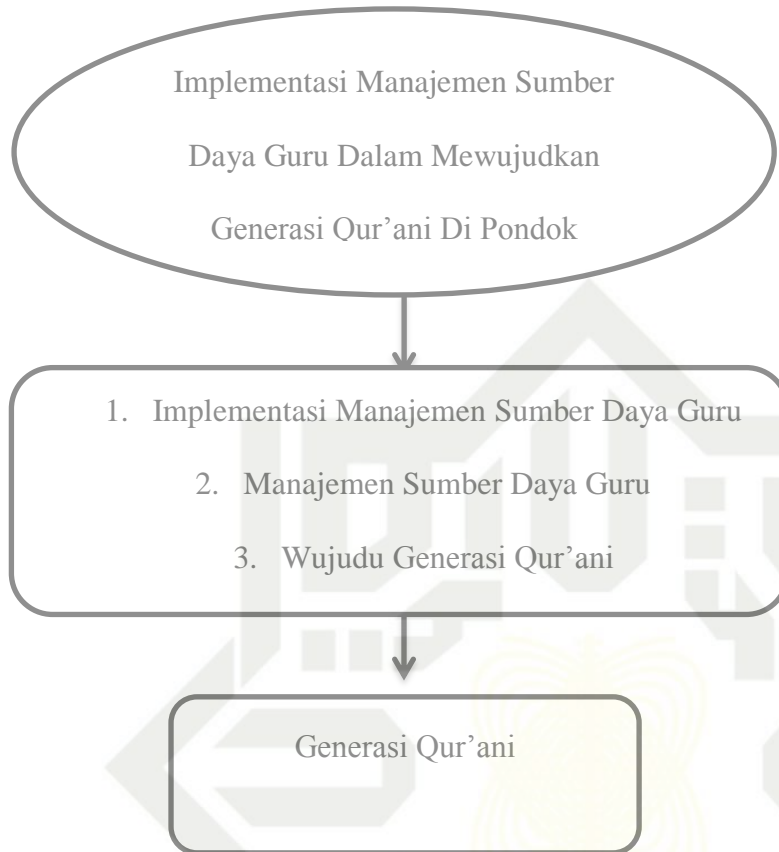 Implementasi Manajemen Sumber
Daya Guru Dalam Mewujudkan
Generasi Qur’ani Di Pondok
1. Implementasi Manajemen Sumber Daya Guru
2. Manajemen Sumber Daya Guru
3. Wujudu Generasi Qur’ani
Generasi Qur’ani